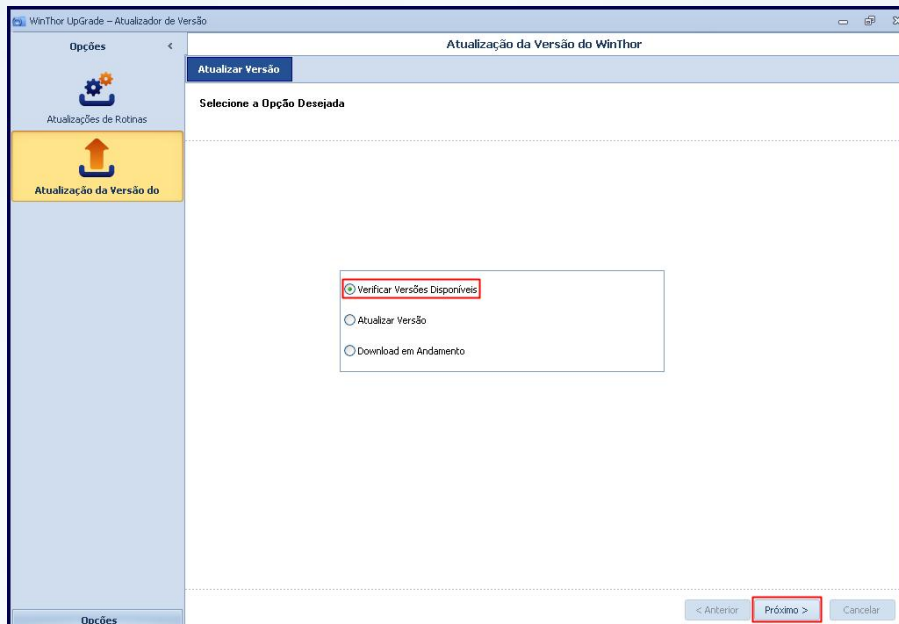 WinThor UpGrade – Atualizador de Versão
Opções <
Atualizações de Rotinas
Atualização da Versão do
Opções
Atualização da Versão do WinThor
Atualizar Versão
Selecione a Opção Desejada
Verificar Versões Disponíveis
Atualizar Versão
Download em Andamento
< Anterior Próximo > Cancelar